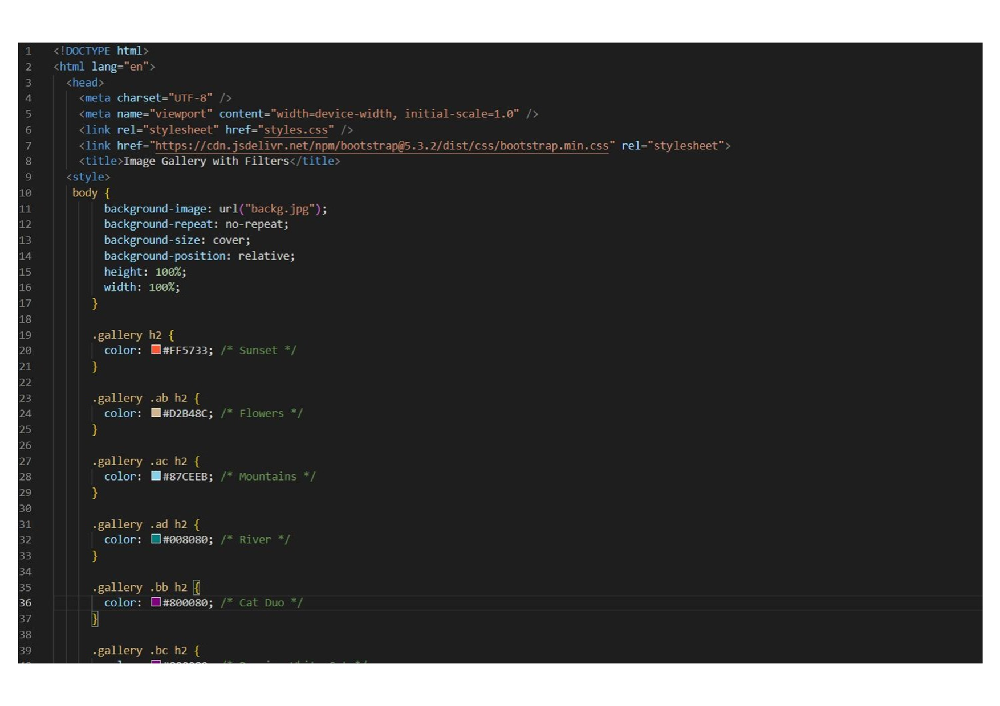 1 <!DOCTYPE html>
2 <html lang="en">
3 <head>
4 <meta charset="UTF-8" />
5 <meta name="viewport" content="width=device-width, initial-scale=1.0" />
6 <link rel="stylesheet" href="styles.css" />
7 <link href="https://cdn.jsdelivr.net/npm/bootstrap@5.3.2/dist/css/bootstrap.min.css" rel="stylesheet">
8 <title>Image Gallery with Filters</title>
9 <style>
10 body {
11 background-image: url("backg.jpg");
12 background-repeat: no-repeat;
13 background-size: cover;
14 background-position: relative;
15 height: 100%;
16 width: 100%;
17 }
18
19 .gallery h2 {
20 color: #FF5733; /* Sunset */
21 }
22
23 .gallery .ab h2 {
24 color: #D2B48C; /* Flowers */
25 }
26
27 .gallery .ac h2 {
28 color: #87CEEB; /* Mountains */
29 }
30
31 .gallery .ad h2 {
32 color: #008080; /* River */
33 }
34
35 .gallery .bb h2 {
36 color: #800080; /* Cat Duo */
37 }
38
39 .gallery .bc h2 {